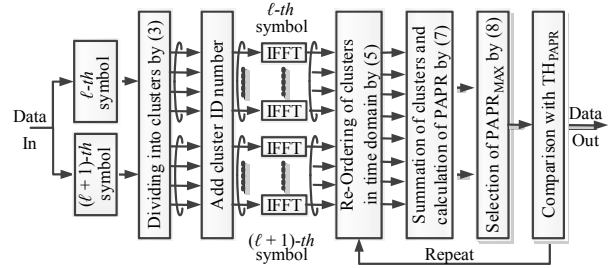 ℓ-th
symbol
Data
In
ℓ-th
symbol
(ℓ + 1)-th
symbol
Dividing into clusters by (3)
Add cluster ID number
IFFT
IFFT
IFFT
IFFT
(ℓ + 1)-th
symbol
Re-Ordering of clusters
in time domain by (5)
Summation of clusters and
calculation of PAPR by (7)
Selection of PAPR_MAX by (8)
Comparison with TH_PAPR
Data
Out
Repeat